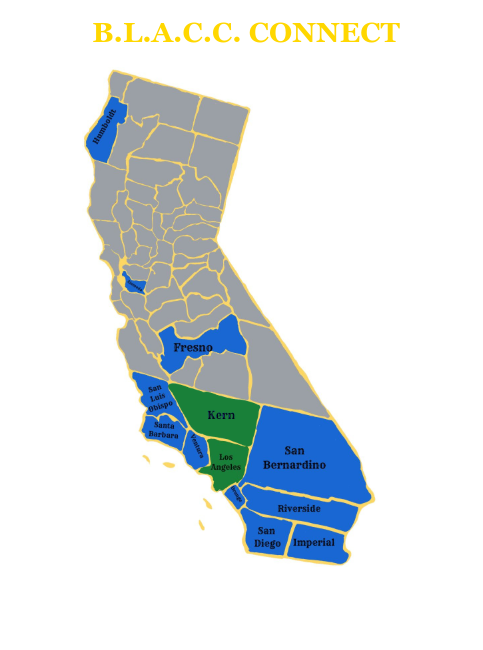 B.L.A.C.C. CONNECT
Humboldt
Fresno
San
Luis
Obispo
Kern
Santa
Barbara
Ventura
Los
Angeles
San
Bernardino
Orange
Riverside
San
Diego
Imperial